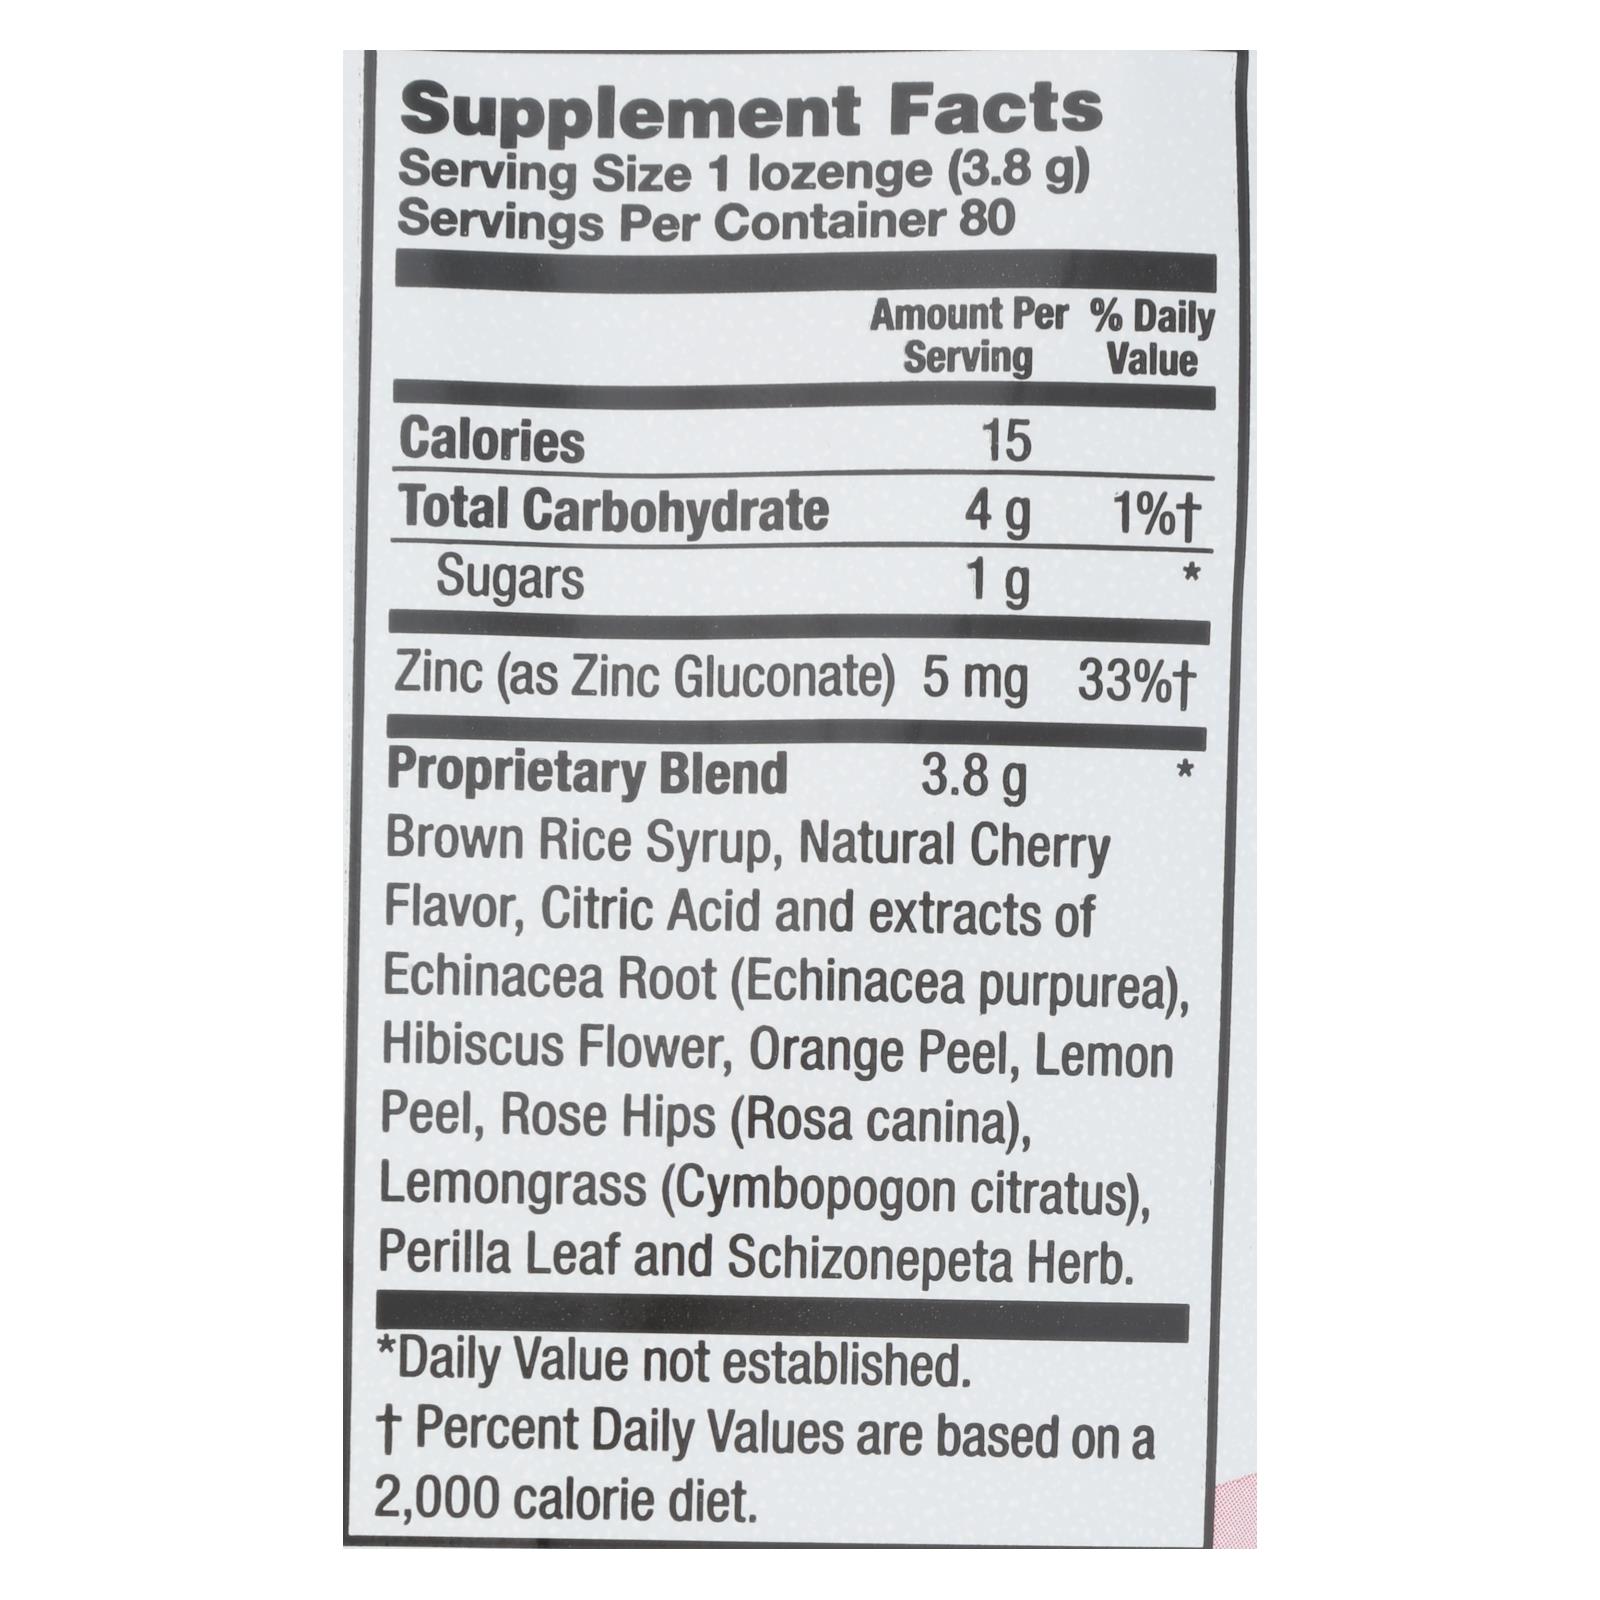 Supplement Facts
Serving Size 1 lozenge (3.8 g)
Servings Per Container 80
Amount Per % Daily
Serving Value
Calories 15
Total Carbohydrate 4 g 1%†
Sugars 1 g *
Zinc (as Zinc Gluconate) 5 mg 33%†
Proprietary Blend 3.8 g *
Brown Rice Syrup, Natural Cherry
Flavor, Citric Acid and extracts of
Echinacea Root (Echinacea purpurea),
Hibiscus Flower, Orange Peel, Lemon
Peel, Rose Hips (Rosa canina),
Lemongrass (Cymbopogon citratus),
Perilla Leaf and Schizonepeta Herb.
*Daily Value not established.
† Percent Daily Values are based on a
2,000 calorie diet.